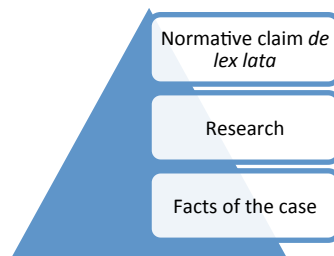 Normative claim de
lex lata
Research
Facts of the case